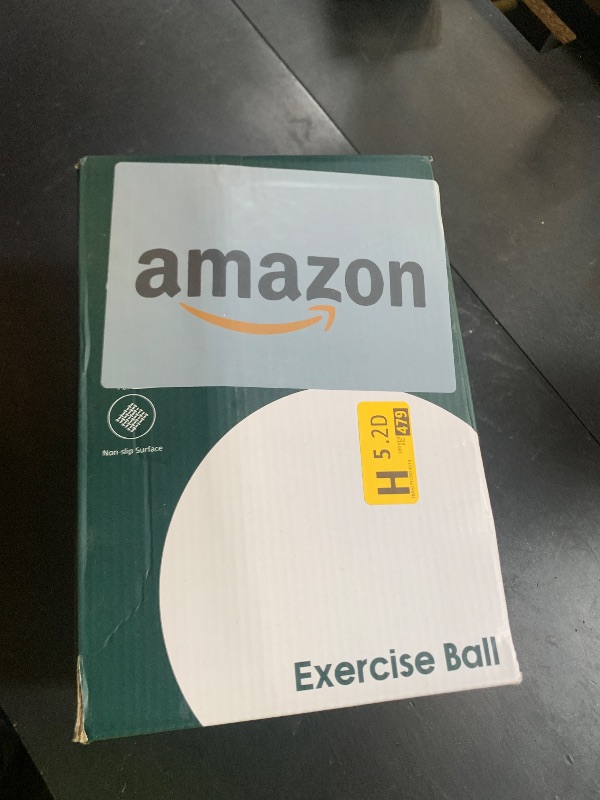 amazon
Non-slip Surface
H 5.2D
479
Exercise Ball